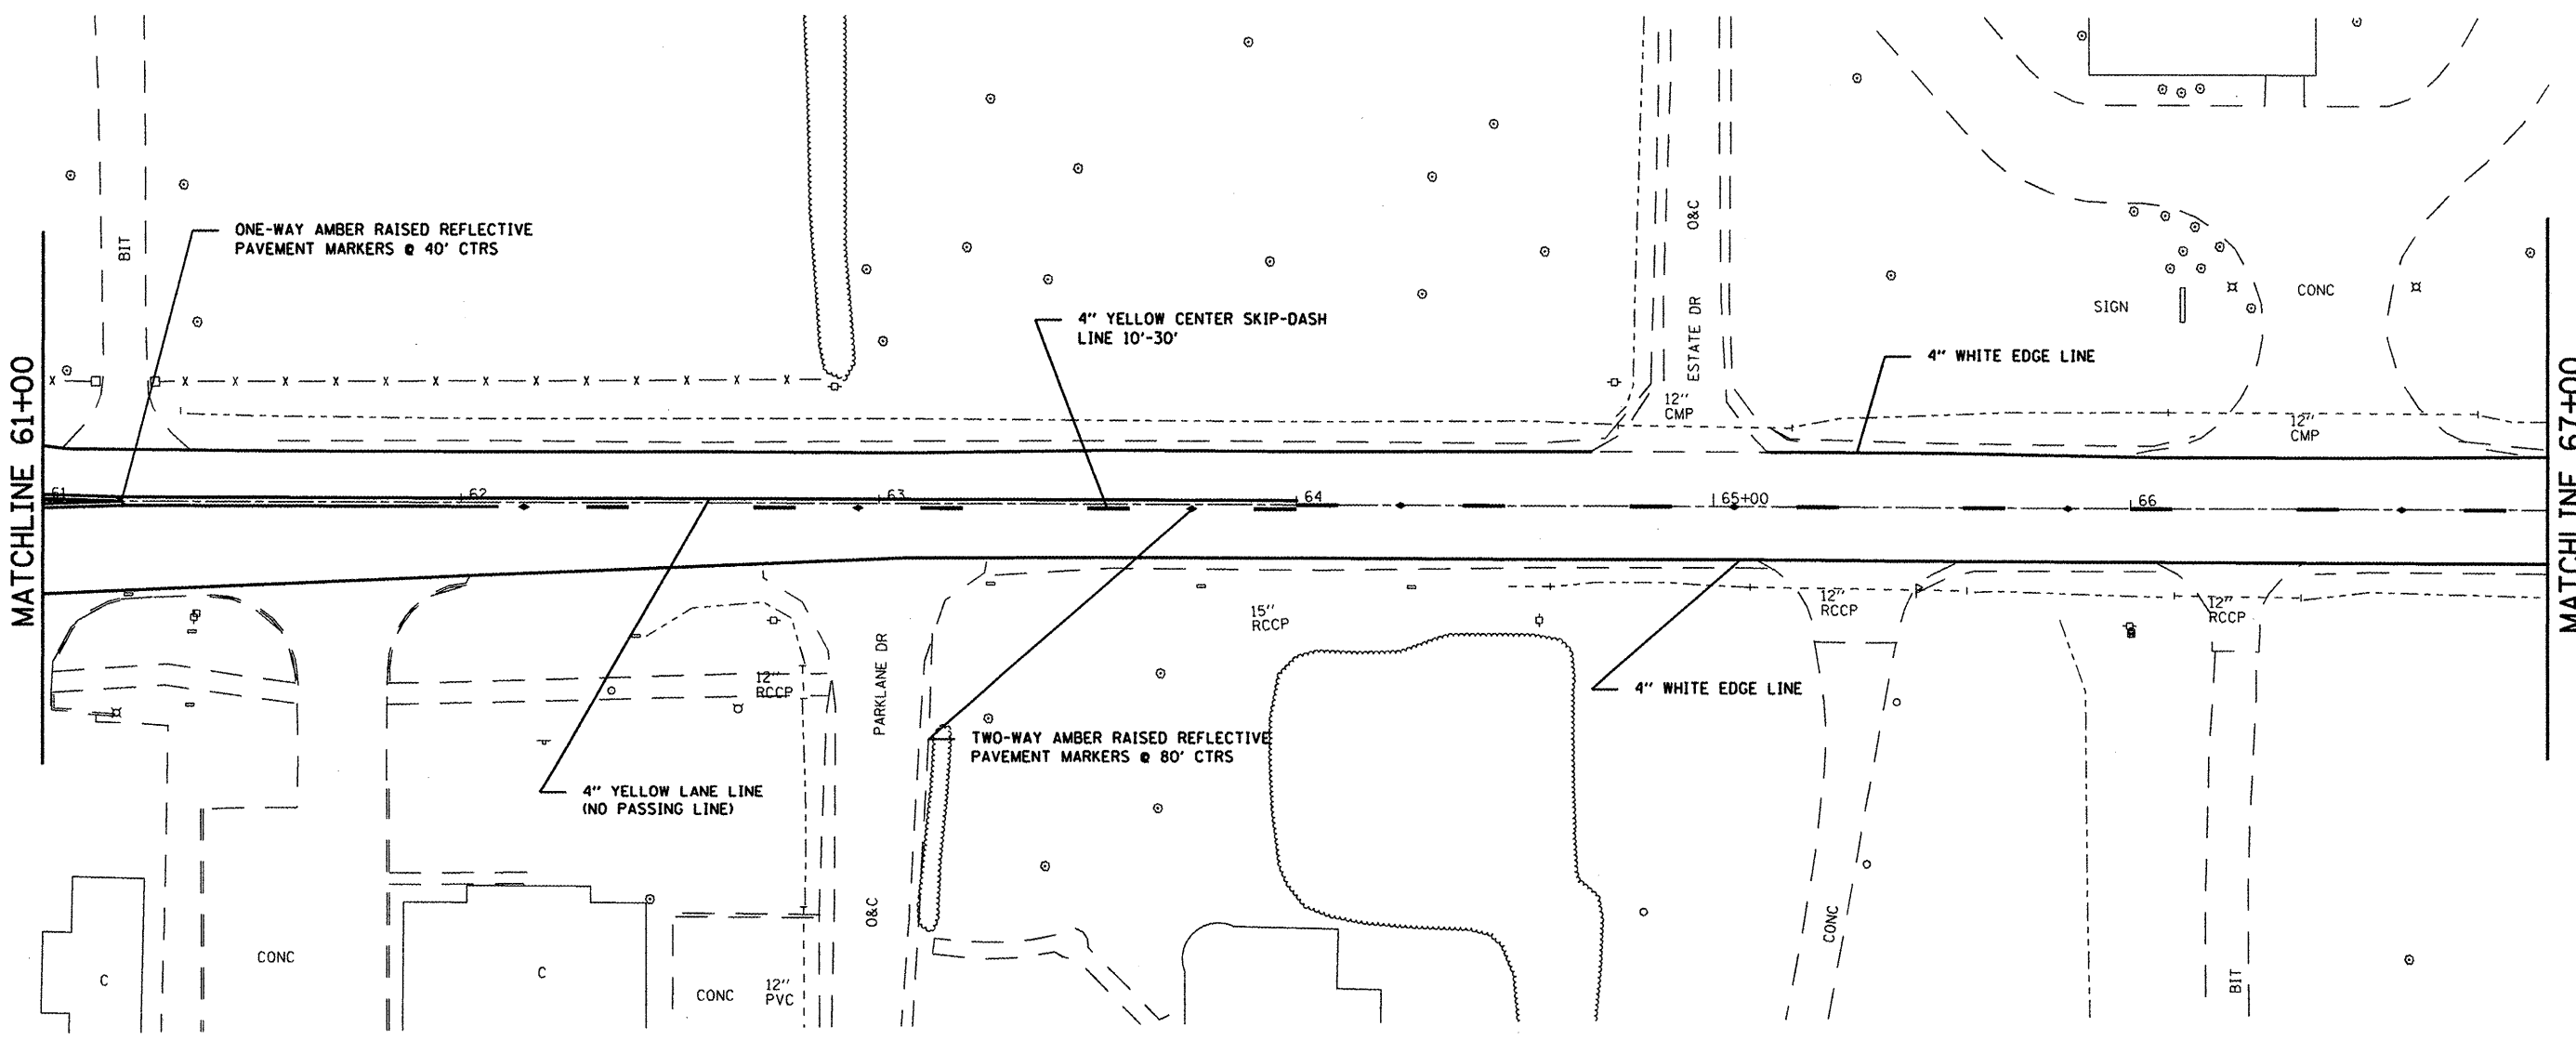 MATCHLINE 61+00
BIT
ONE-WAY AMBER RAISED REFLECTIVE
PAVEMENT MARKERS @ 40' CTRS
4" YELLOW CENTER SKIP-DASH
LINE 10'-30'
O&C
ESTATE DR
12"
CMP
4" WHITE EDGE LINE
SIGN
CONC
12"
CMP
MATCHLINE 67+00
X X X X X X X X X X X X X X
61
62
63
64
65+00
66
12"
RCCP
PARKLANE DR
O&C
15"
RCCP
12"
RCCP
12"
RCCP
4" WHITE EDGE LINE
TWO-WAY AMBER RAISED REFLECTIVE
PAVEMENT MARKERS @ 80' CTRS
4" YELLOW LANE LINE
(NO PASSING LINE)
C
CONC
C
CONC
12"
PVC
CONC
BIT